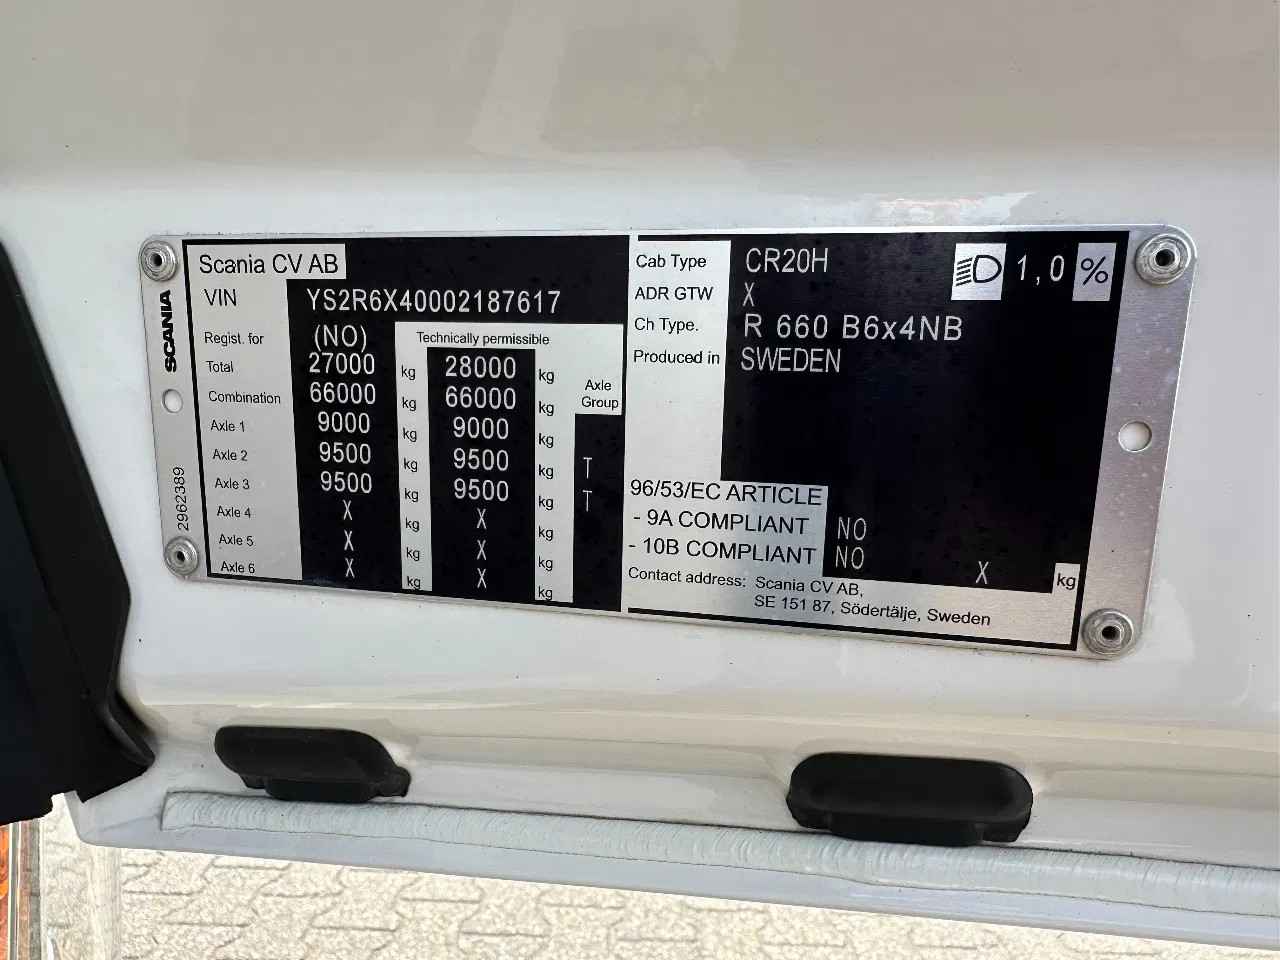 SCANIA
2962389
Scania CV AB
VIN YS2R6X40002187617
Regist. for (NO) Technically permissible
Total 27000 kg 28000 kg
Combination 66000 kg 66000 kg Axle Group
Axle 1 9000 kg 9000 kg
Axle 2 9500 kg 9500 kg T
Axle 3 9500 kg 9500 kg T
Axle 4 X kg X kg
Axle 5 X kg X kg
Axle 6 X kg X kg
Cab Type CR20H 1,0 %
ADR GTW X
Ch Type. R 660 B6x4NB
Produced in SWEDEN
96/53/EC ARTICLE
- 9A COMPLIANT NO
- 10B COMPLIANT NO X kg
Contact address: Scania CV AB,
SE 151 87, Södertälje, Sweden